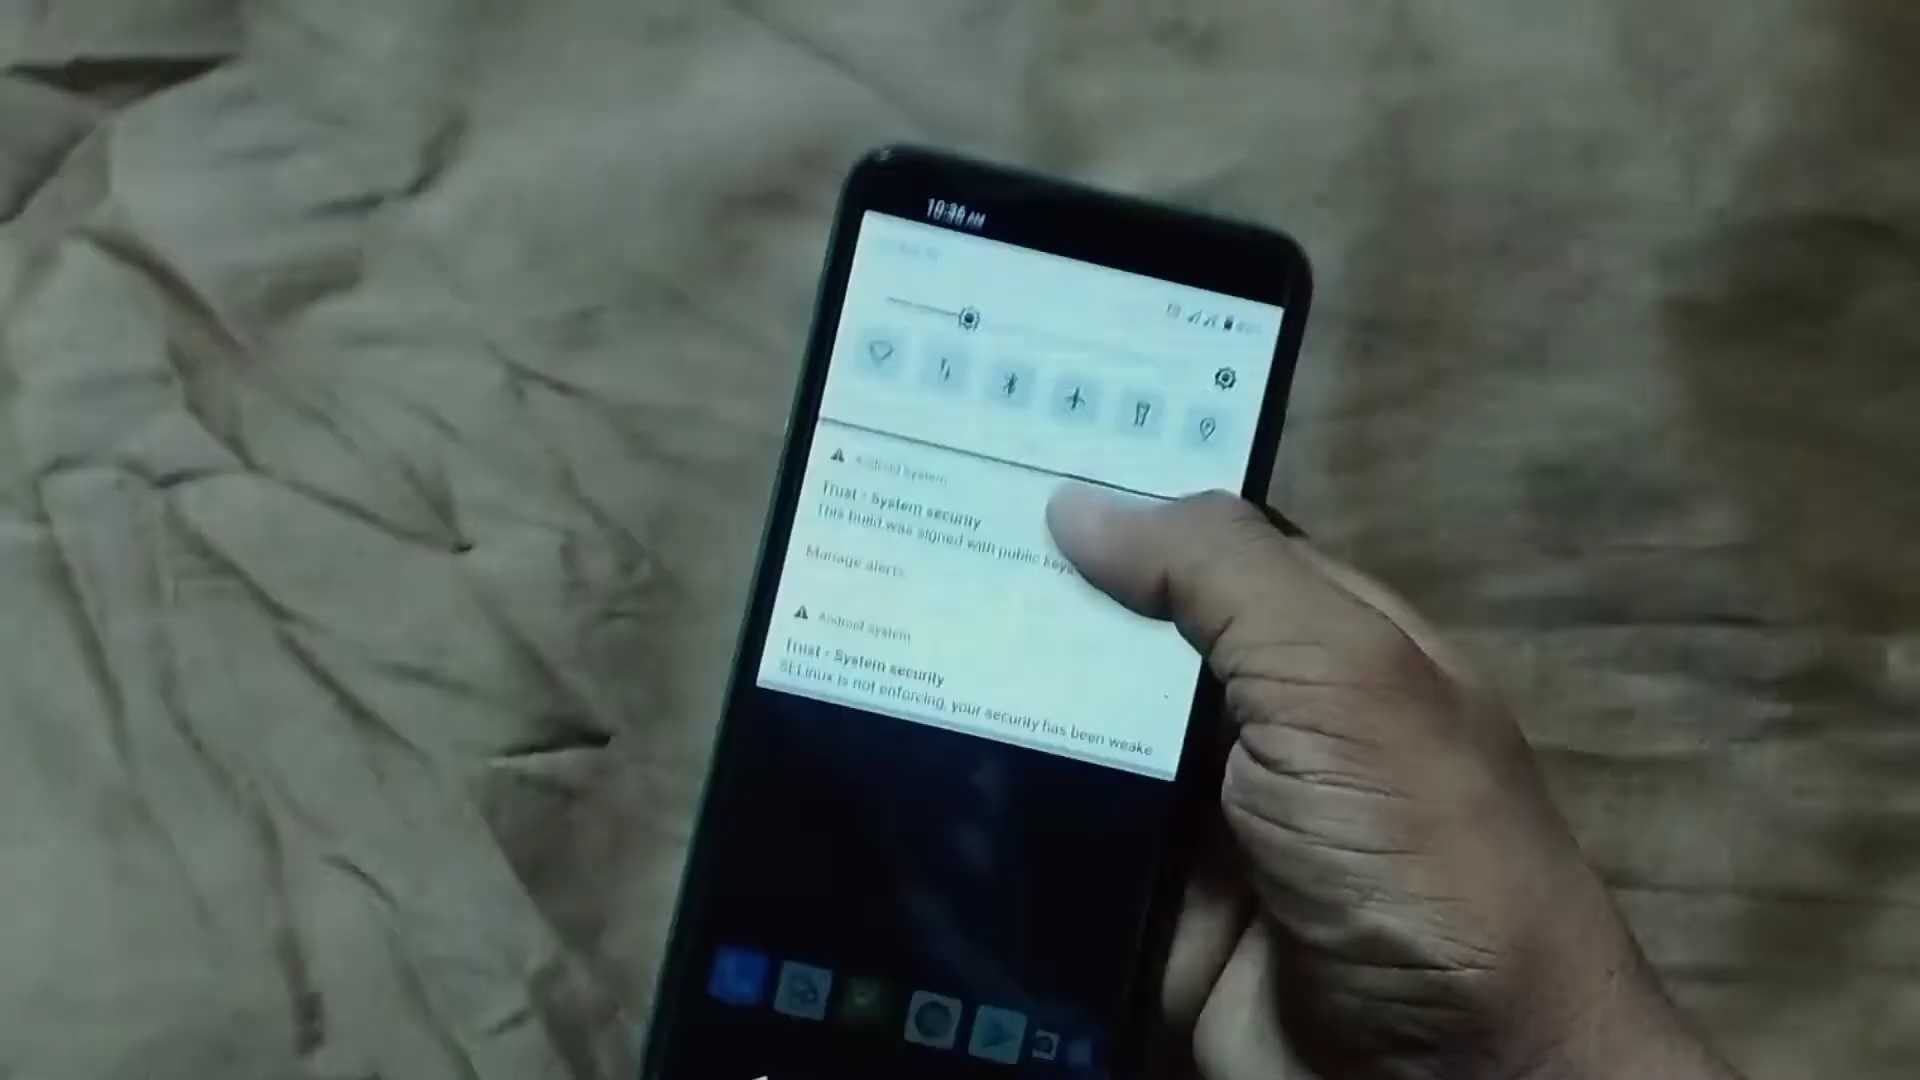 10:36 AM
Android System
Trust - System security
This build was signed with public keys
Manage alerts
Android System
Trust - System security
SELinux is not enforcing, your security has been weake